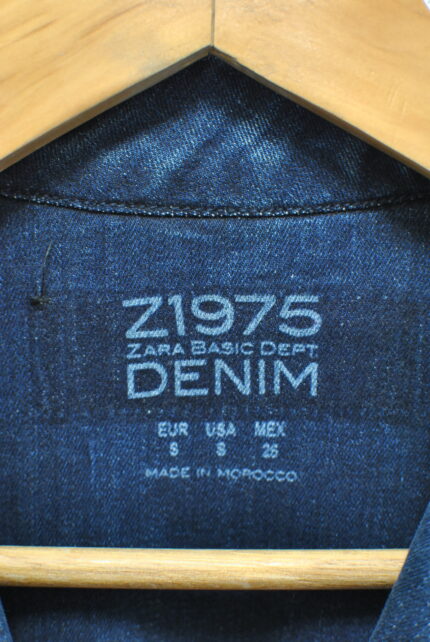 Z1975
ZARA BASIC DEPT
DENIM
EUR USA MEX
S S 26
MADE IN MOROCCO